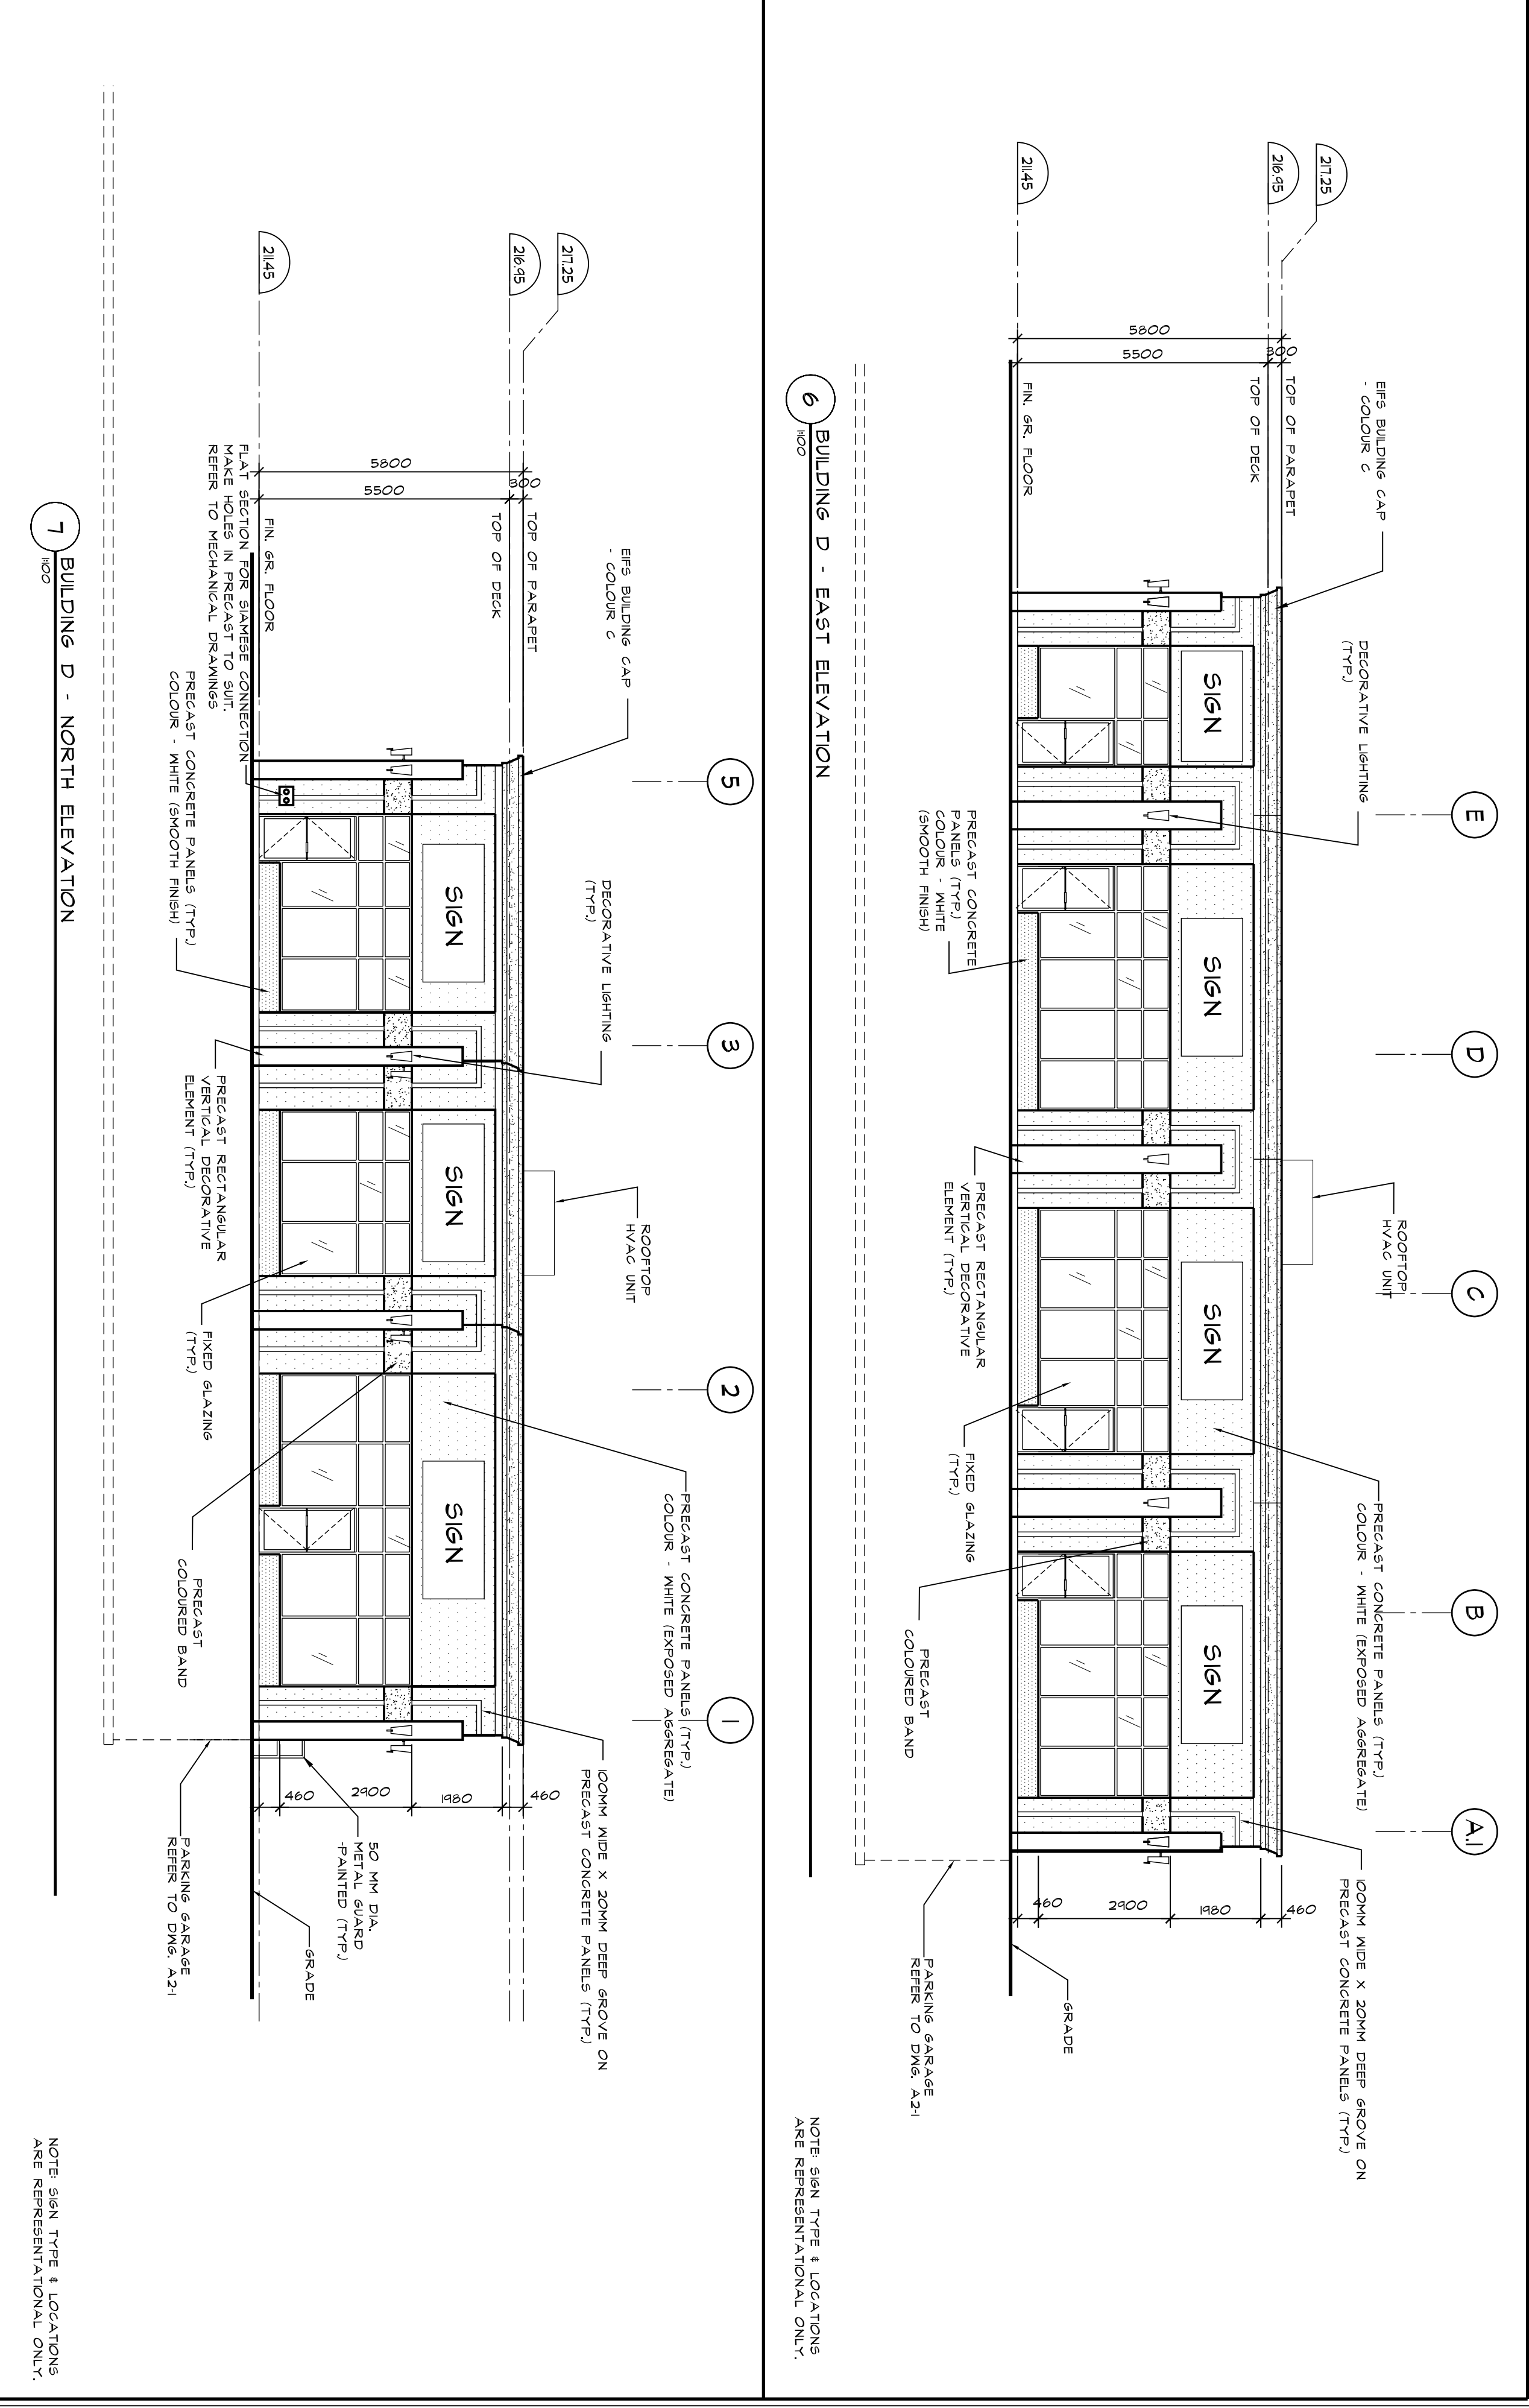 E
D
C
B
A.1
217.25
216.95
211.45
5800
5500
300
EIFS BUILDING CAP
- COLOUR C
DECORATIVE LIGHTING
(TYP.)
ROOFTOP
HVAC UNIT
PRECAST CONCRETE PANELS (TYP.)
COLOUR - WHITE (EXPOSED AGGREGATE)
100MM WIDE X 20MM DEEP GROVE ON
PRECAST CONCRETE PANELS (TYP.)
TOP OF PARAPET
TOP OF DECK
FIN. GR. FLOOR
SIGN
SIGN
SIGN
SIGN
460
1980
2900
460
GRADE
PRECAST CONCRETE
PANELS (TYP.)
COLOUR - WHITE
(SMOOTH FINISH)
PRECAST RECTANGULAR
VERTICAL DECORATIVE
ELEMENT (TYP.)
FIXED GLAZING
(TYP.)
PRECAST
COLOURED BAND
PARKING GARAGE
REFER TO DWG. A2-1
6
BUILDING D - EAST ELEVATION
1:100
NOTE: SIGN TYPE & LOCATIONS
ARE REPRESENTATIONAL ONLY.
5
3
2
1
217.25
216.95
211.45
5800
5500
300
EIFS BUILDING CAP
- COLOUR C
DECORATIVE LIGHTING
(TYP.)
ROOFTOP
HVAC UNIT
PRECAST CONCRETE PANELS (TYP.)
COLOUR - WHITE (EXPOSED AGGREGATE)
100MM WIDE X 20MM DEEP GROVE ON
PRECAST CONCRETE PANELS (TYP.)
TOP OF PARAPET
TOP OF DECK
FIN. GR. FLOOR
SIGN
SIGN
SIGN
460
1980
2900
460
50 MM DIA.
METAL GUARD
-PAINTED (TYP.)
GRADE
FLAT SECTION FOR SIAMESE CONNECTION
MAKE HOLES IN PRECAST TO SUIT.
REFER TO MECHANICAL DRAWINGS
PRECAST CONCRETE PANELS (TYP.)
COLOUR - WHITE (SMOOTH FINISH)
PRECAST RECTANGULAR
VERTICAL DECORATIVE
ELEMENT (TYP.)
FIXED GLAZING
(TYP.)
PRECAST
COLOURED BAND
PARKING GARAGE
REFER TO DWG. A2-1
7
BUILDING D - NORTH ELEVATION
1:100
NOTE: SIGN TYPE & LOCATIONS
ARE REPRESENTATIONAL ONLY.